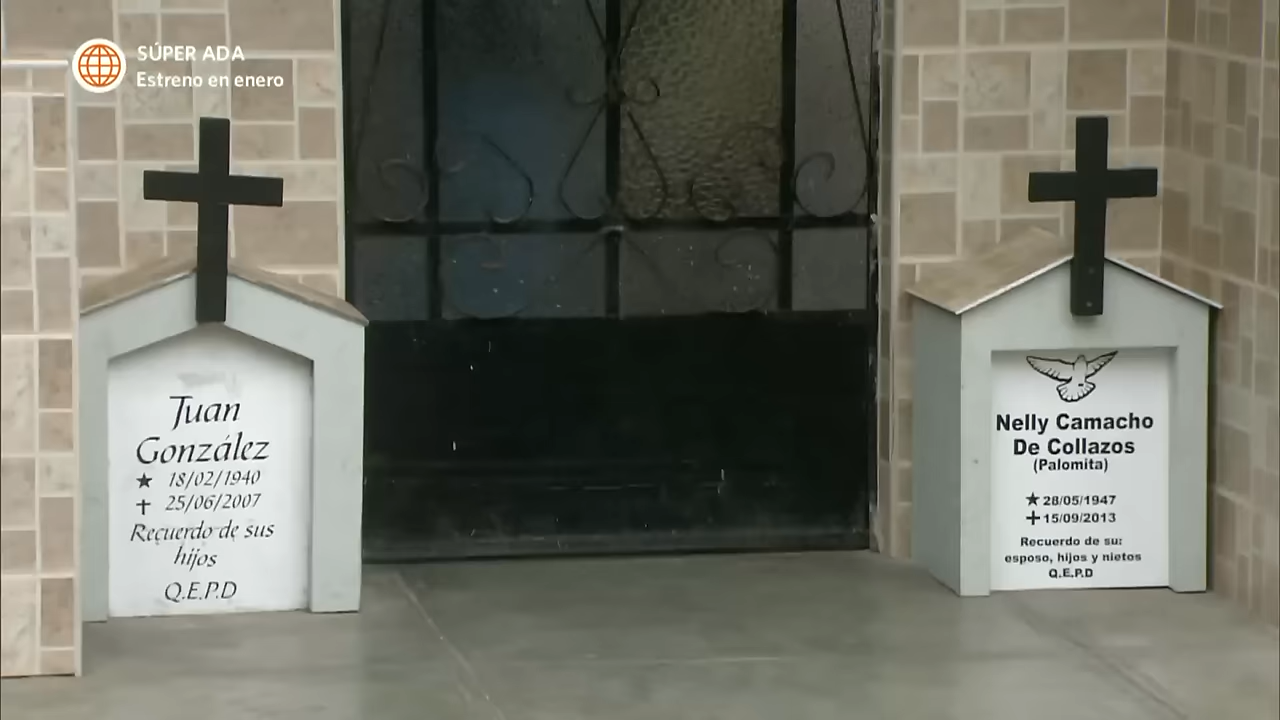 SÚPER ADA
Estreno en enero
Juan
González
★ 18/02/1940
✝ 25/06/2007
Recuerdo de sus
hijos
Q.E.P.D
Nelly Camacho
De Collazos
(Palomita)
★ 28/05/1947
✝ 15/09/2013
Recuerdo de su:
esposo, hijos y nietos
Q.E.P.D